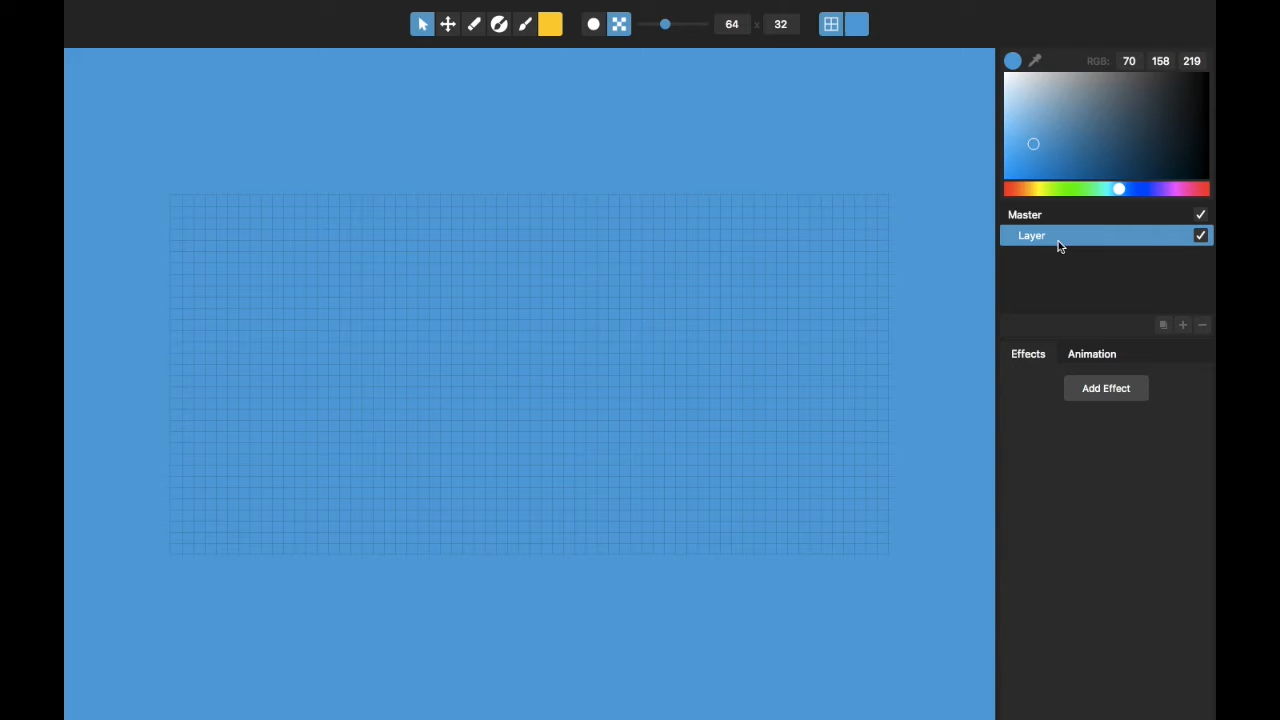 64 x 32
RGB: 70 158 219
Master
Layer
Effects Animation
Add Effect